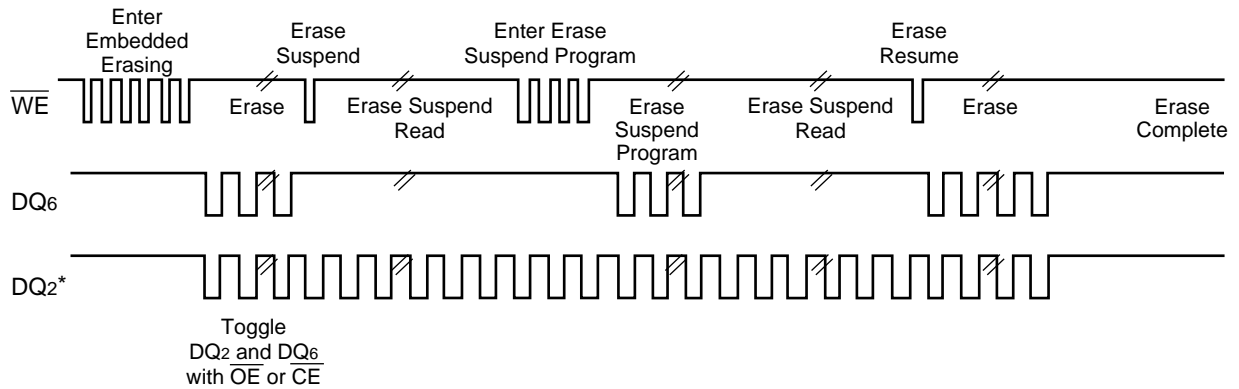 Enter
Embedded
Erasing
Erase
Suspend
Enter Erase
Suspend Program
Erase
Resume
WE
Erase
Erase Suspend
Read
Erase
Suspend
Program
Erase Suspend
Read
Erase
Erase
Complete
DQ6
DQ2*
Toggle
DQ2 and DQ6
with OE or CE